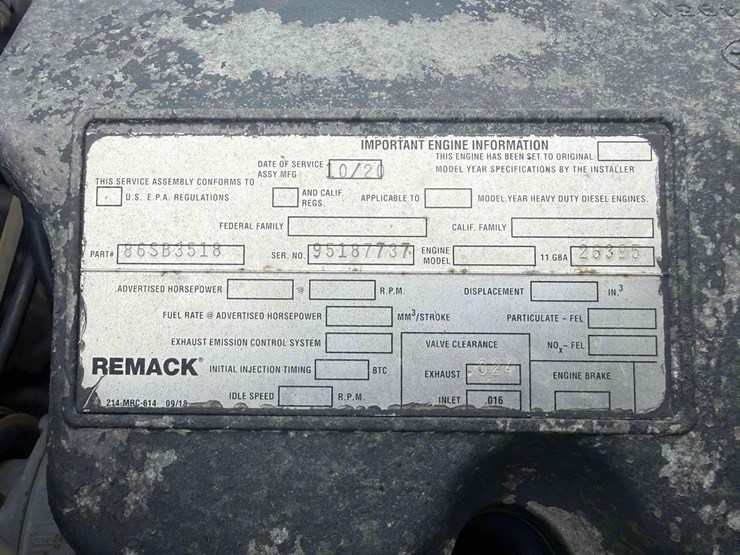 IMPORTANT ENGINE INFORMATION
DATE OF SERVICE ASSY MFG 10/20
THIS ENGINE HAS BEEN SET TO ORIGINAL
MODEL YEAR SPECIFICATIONS BY THE INSTALLER
THIS SERVICE ASSEMBLY CONFORMS TO
U.S. E.P.A. REGULATIONS AND CALIF. REGS. APPLICABLE TO MODEL YEAR HEAVY DUTY DIESEL ENGINES.
FEDERAL FAMILY CALIF. FAMILY
PART# 86SB3518 SER. NO. 95187737 ENGINE MODEL 11.GBA 26395
ADVERTISED HORSEPOWER @ R.P.M. DISPLACEMENT IN.³
FUEL RATE @ ADVERTISED HORSEPOWER MM³/STROKE PARTICULATE - FEL
EXHAUST EMISSION CONTROL SYSTEM VALVE CLEARANCE NOx - FEL
REMACK® INITIAL INJECTION TIMING BTC EXHAUST .024 ENGINE BRAKE
214-MRC-614 09/18 IDLE SPEED R.P.M. INLET .016